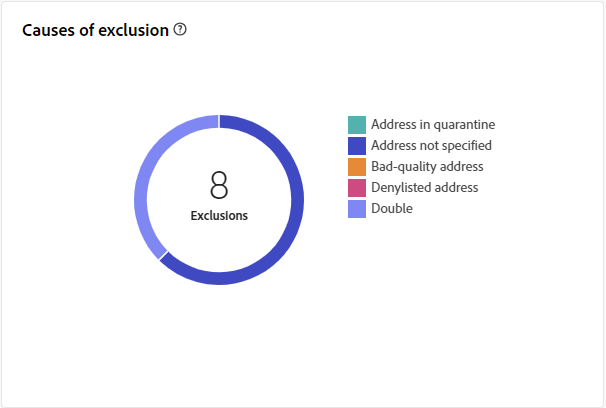 Causes of exclusion
8
Exclusions
Address in quarantine
Address not specified
Bad-quality address
Denylisted address
Double